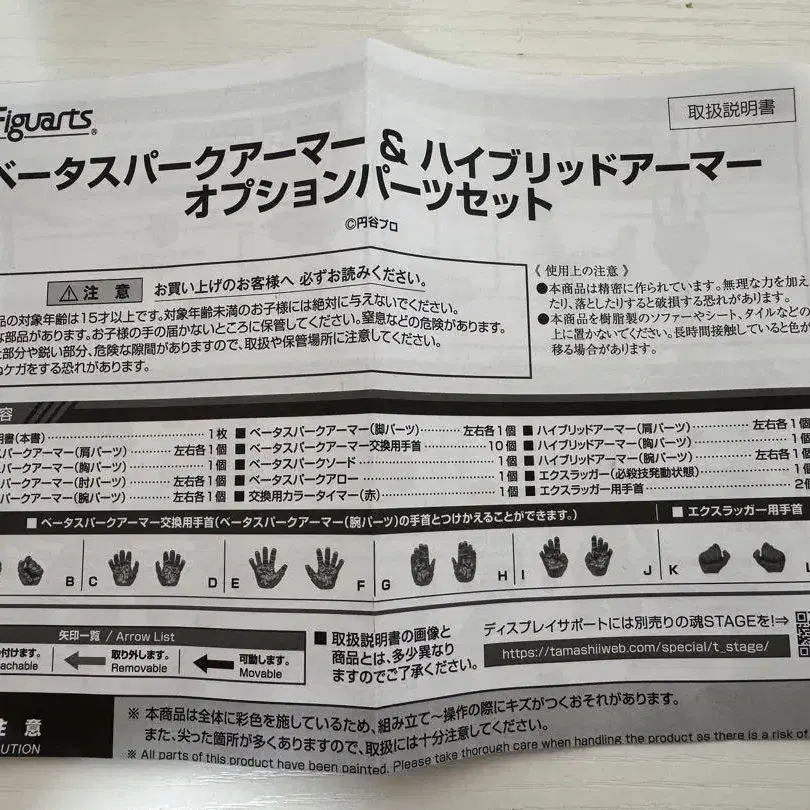 Figuarts
取扱説明書
ベータスパークアーマー & ハイブリッドアーマー
オプションパーツセット
©円谷プロ
注意 お買い上げのお客様へ 必ずお読みください。
品の対象年齢は15才以上です。対象年齢未満のお子様には絶対に与えないでください。
な部品があります。お子様の手の届かないところに保管してください。窒息などの危険があります。
た部分や鋭い部分、危険な隙間がありますので、取扱や保管場所に注意してください。
ねケガをする恐れがあります。
《 使用上の注意 》
●本商品は精密に作られています。無理な力を加え
たり、落としたりすると破損する恐れがあります。
●本商品を樹脂製のソファーやシート、タイルなどの
上に置かないでください。長時間接触していると色が
移る場合があります。
容
明書(本書) 1枚
スパークアーマー(肩パーツ) 左右各1個
パークアーマー(胸パーツ) 1個
パークアーマー(肘パーツ) 左右各1個
パークアーマー(腕パーツ) 左右各1個
■ ベータスパークアーマー(脚パーツ) 左右各1個
■ ベータスパークアーマー交換用手首 10個
■ ベータスパークソード 1個
■ ベータスパークアロー 1個
■ 交換用カラータイマー(赤) 1個
■ ハイブリッドアーマー(肩パーツ) 左右各1個
■ ハイブリッドアーマー(胸パーツ) 1個
■ ハイブリッドアーマー(腕パーツ) 左右各1個
■ エクスラッガー(必殺技発動状態) 1個
■ エクスラッガー用手首 2個
■ ベータスパークアーマー交換用手首(ベータスパークアーマー(腕パーツ)の手首とつけかえることができます。)
■ エクスラッガー用手首
B C D E F G H I J K L
矢印一覧 / Arrow List
付けます。
achable
取り外します。
Removable
可動します。
Movable
■ 取扱説明書の画像と
商品とは、多少異なり
ますのでご了承ください。
ディスプレイサポートには別売りの魂STAGEを!⇒
https://tamashiiweb.com/special/t_stage/
注意
UTION
※ 本商品は全体に彩色を施しているため、組み立て〜操作の際にキズがつくおそれがあります。
また、尖った箇所が多くありますので、取扱には十分注意してください。
※ All parts of this product have been painted. Please take thorough care when handling the product as there is a risk of